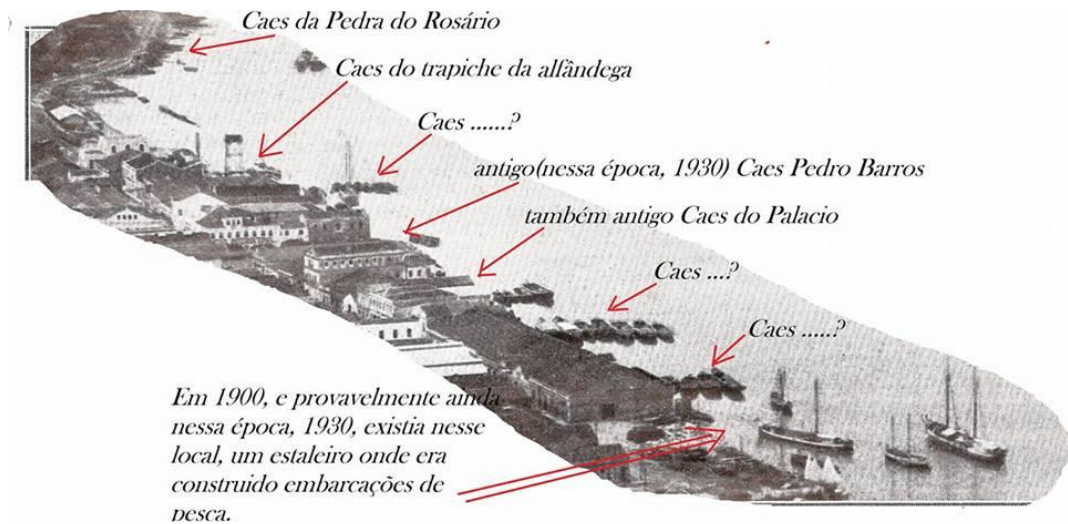 Caes da Pedra do Rosário
Caes do trapiche da alfândega
Caes ......?
antigo(nessa época, 1930) Caes Pedro Barros
também antigo Caes do Palacio
Caes ...?
Caes ......?
Em 1900, e provavelmente ainda
nessa época, 1930, existia nesse
local, um estaleiro onde era
construido embarcações de
pesca.